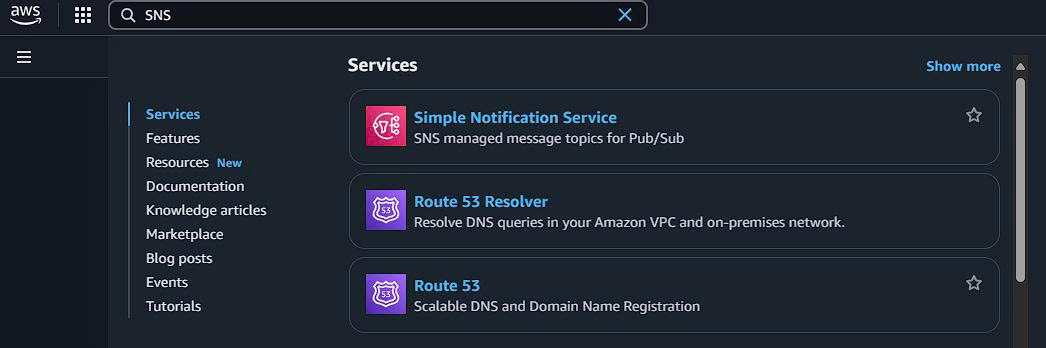 aws
SNS
Services
Show more
Services
Features
Resources New
Documentation
Knowledge articles
Marketplace
Blog posts
Events
Tutorials
Simple Notification Service
SNS managed message topics for Pub/Sub
53
Route 53 Resolver
Resolve DNS queries in your Amazon VPC and on-premises network.
53
Route 53
Scalable DNS and Domain Name Registration